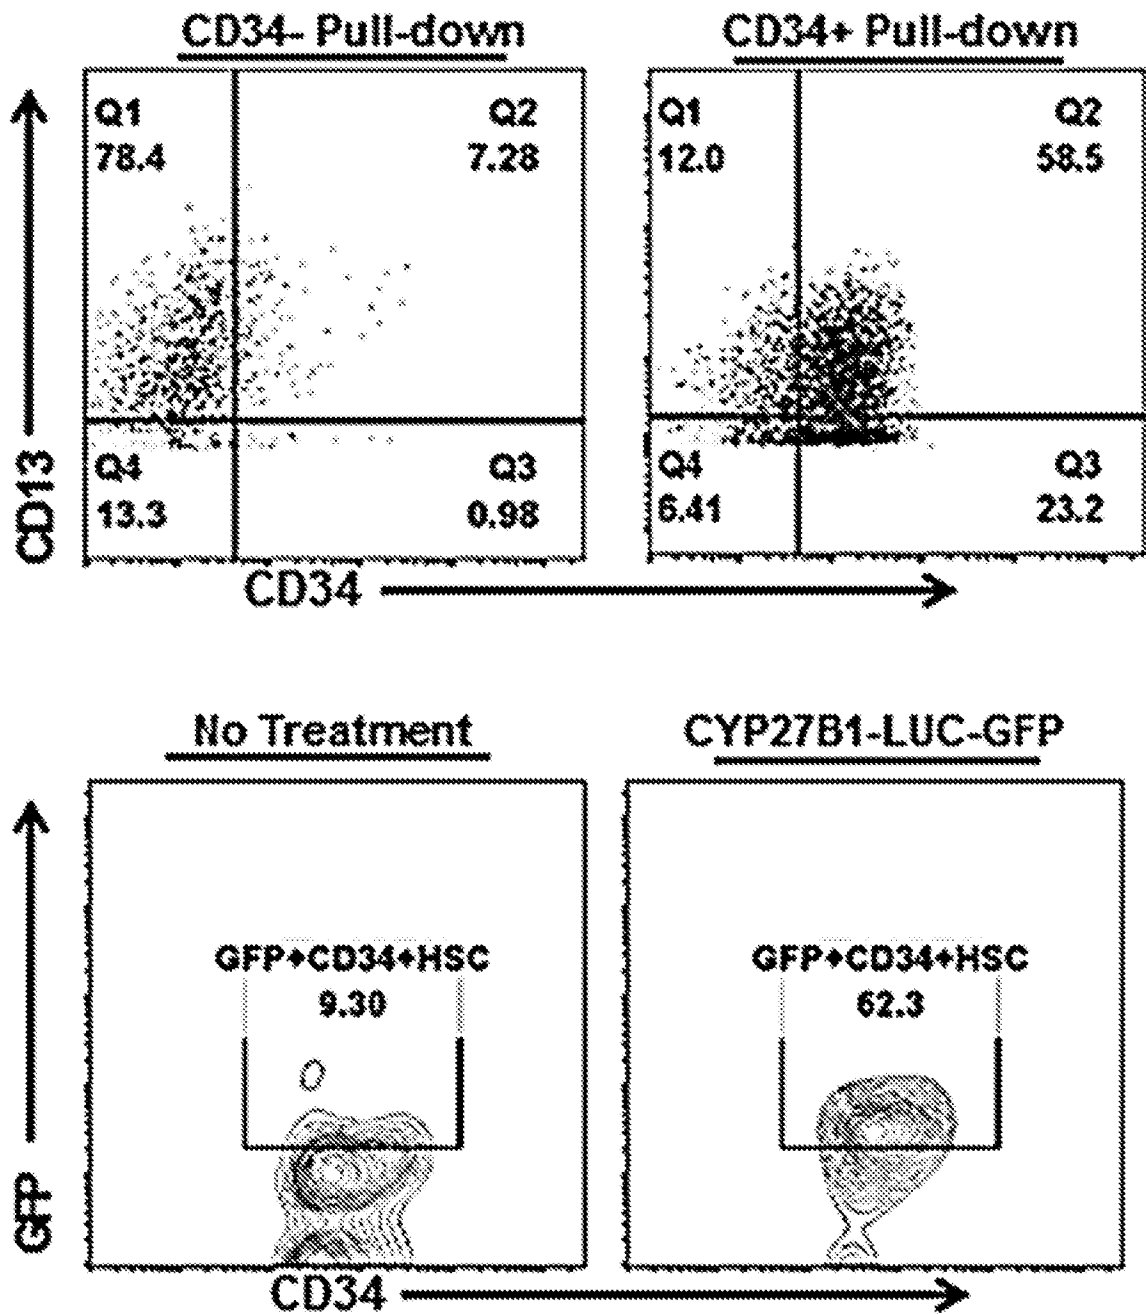 CD34- Pull-down
CD34+ Pull-down
Q1
78.4
Q2
7.28
Q4
13.3
Q3
0.98
Q1
12.0
Q2
58.5
Q4
6.41
Q3
23.2
CD13
CD34
No Treatment
CYP27B1-LUC-GFP
GFP+CD34+HSC
9.30
GFP+CD34+HSC
62.3
GFP
CD34